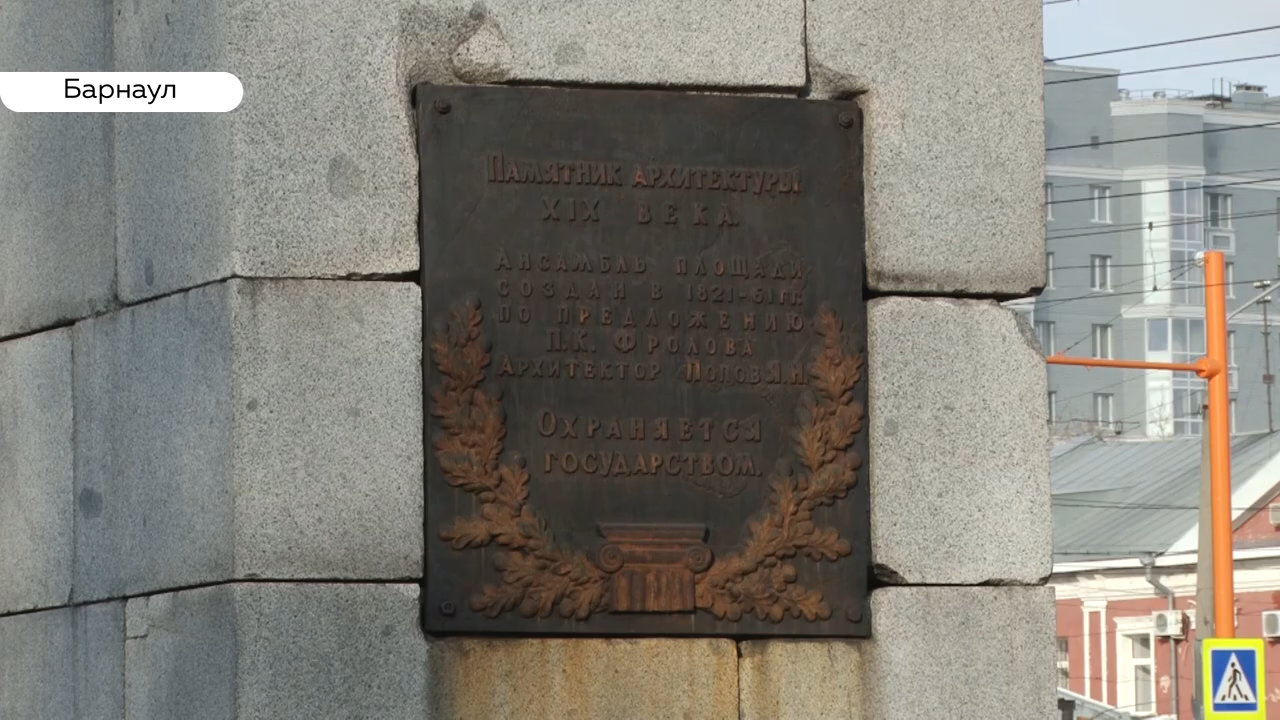 Барнаул
Памятник архитектуры
XIX века
Ансамбль площади
создан в 1821-61 гг.
по предложению
П.К. Фролова
Архитектор Попов Я.Н
Охраняется
государством.